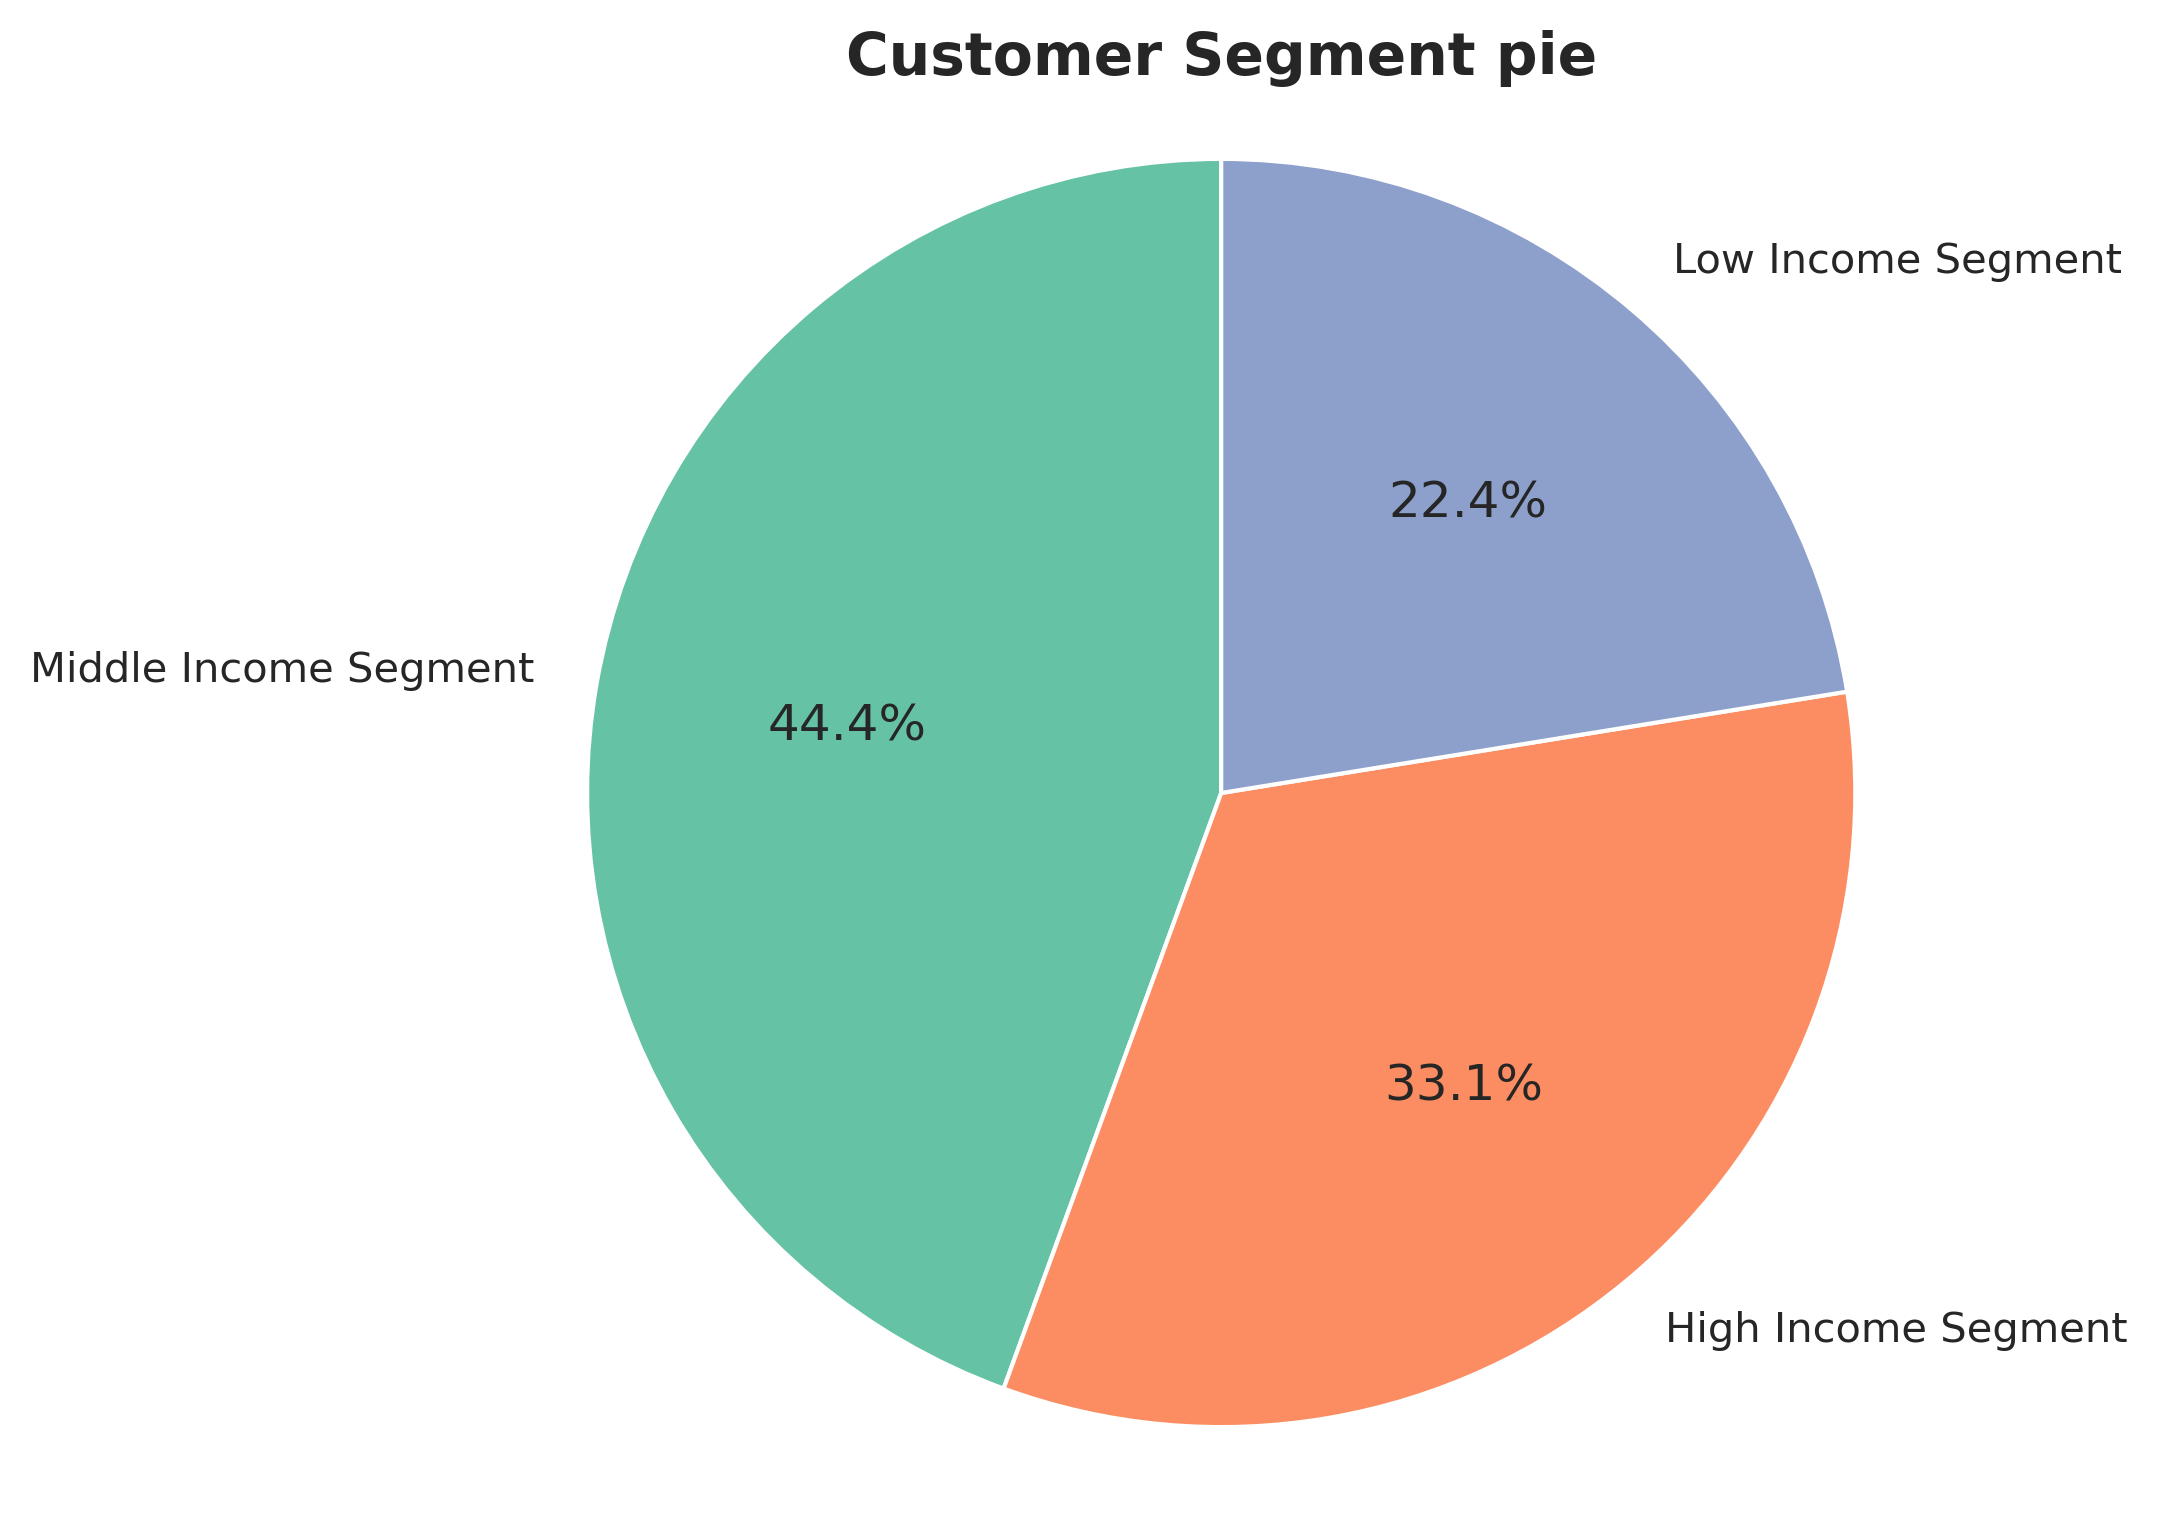 Customer Segment pie
Low Income Segment
22.4%
Middle Income Segment
44.4%
33.1%
High Income Segment